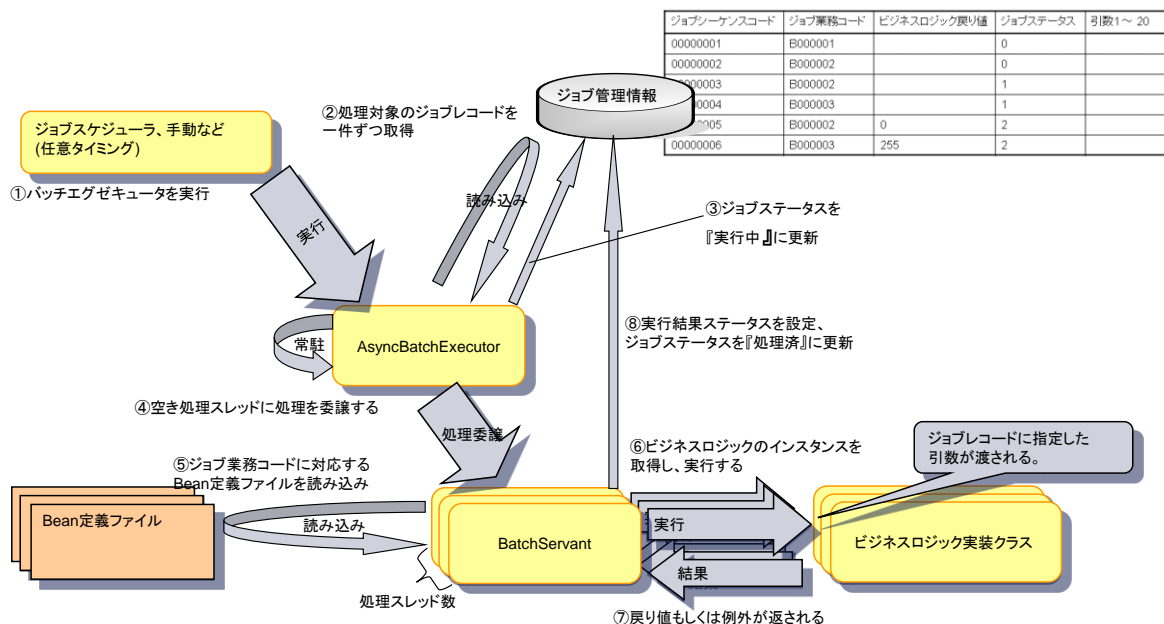 ジョブシーケンスコード ジョブ業務コード ビジネスロジック戻り値 ジョブステータス 引数1～ 20
00000001 B000001 0
00000002 B000002 0
0000003 B000002 1
004 B000003 1
005 B000002 0 2
00000006 B000003 255 2
ジョブ管理情報
②処理対象のジョブレコードを
一件ずつ取得
ジョブスケジューラ、手動など
(任意タイミング)
①バッチエグゼキュータを実行
実行
読み込み
③ジョブステータスを
『実行中』に更新
AsyncBatchExecutor
常駐
⑧実行結果ステータスを設定、
ジョブステータスを『処理済』に更新
④空き処理スレッドに処理を委譲する
処理委譲
⑥ビジネスロジックのインスタンスを
取得し、実行する
ジョブレコードに指定した
引数が渡される。
⑤ジョブ業務コードに対応する
Bean定義ファイルを読み込み
Bean定義ファイル
読み込み
BatchServant
実行
結果
ビジネスロジック実装クラス
処理スレッド数
⑦戻り値もしくは例外が返される